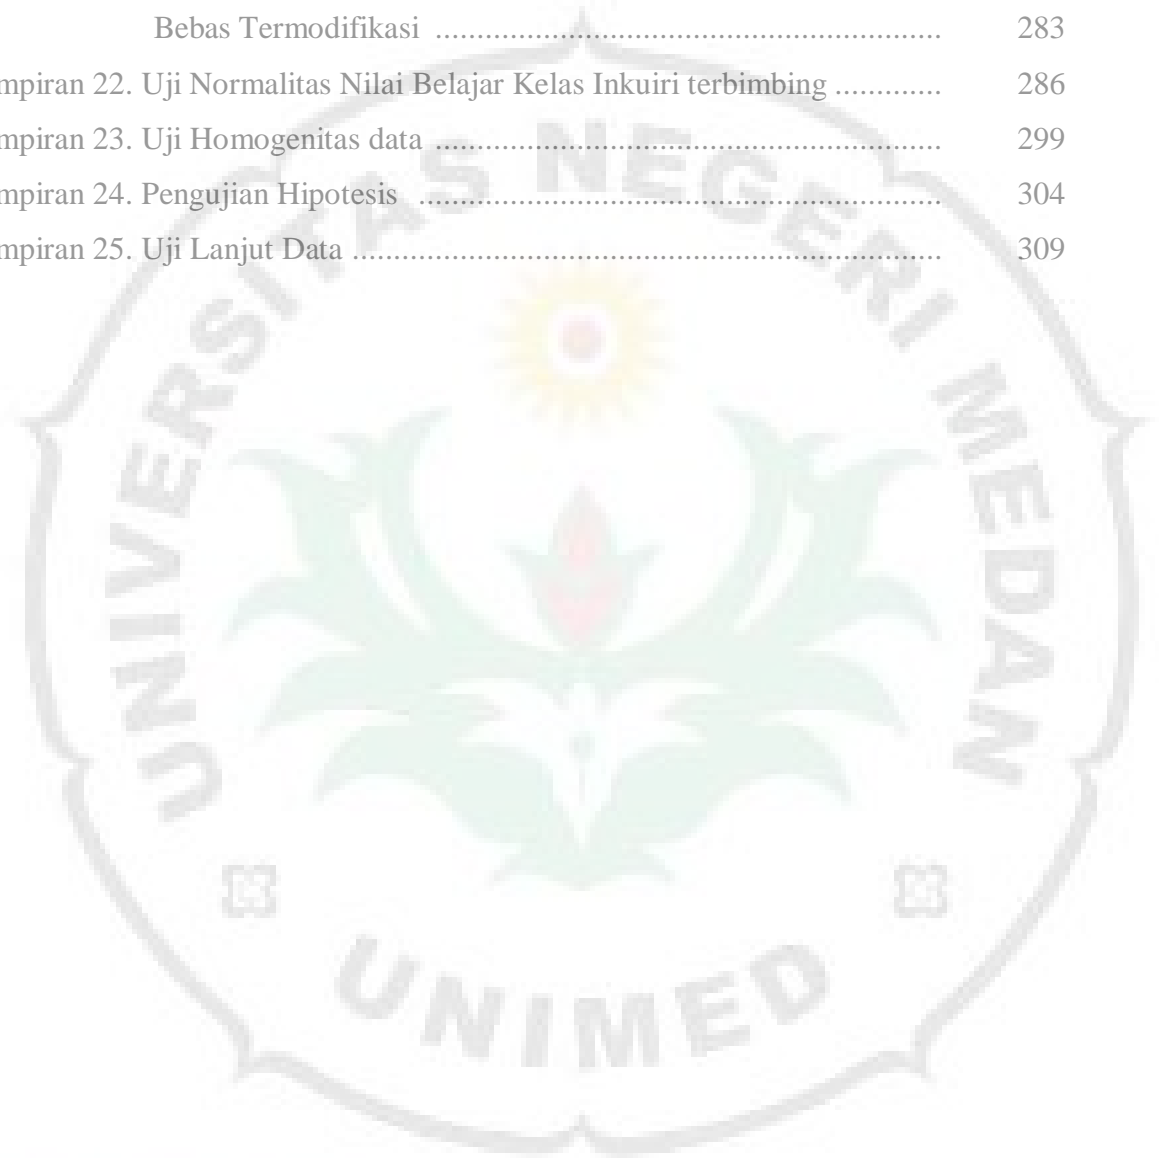 Bebas Termodifikasi ............................................................. 283
mpiran 22. Uji Normalitas Nilai Belajar Kelas Inkuiri terbimbing ............. 286
mpiran 23. Uji Homogenitas data ............................................................. 299
mpiran 24. Pengujian Hipotesis ............................................................... 304
mpiran 25. Uji Lanjut Data ....................................................................... 309
UNIVERSITAS NEGERI MEDAN
UNIMED